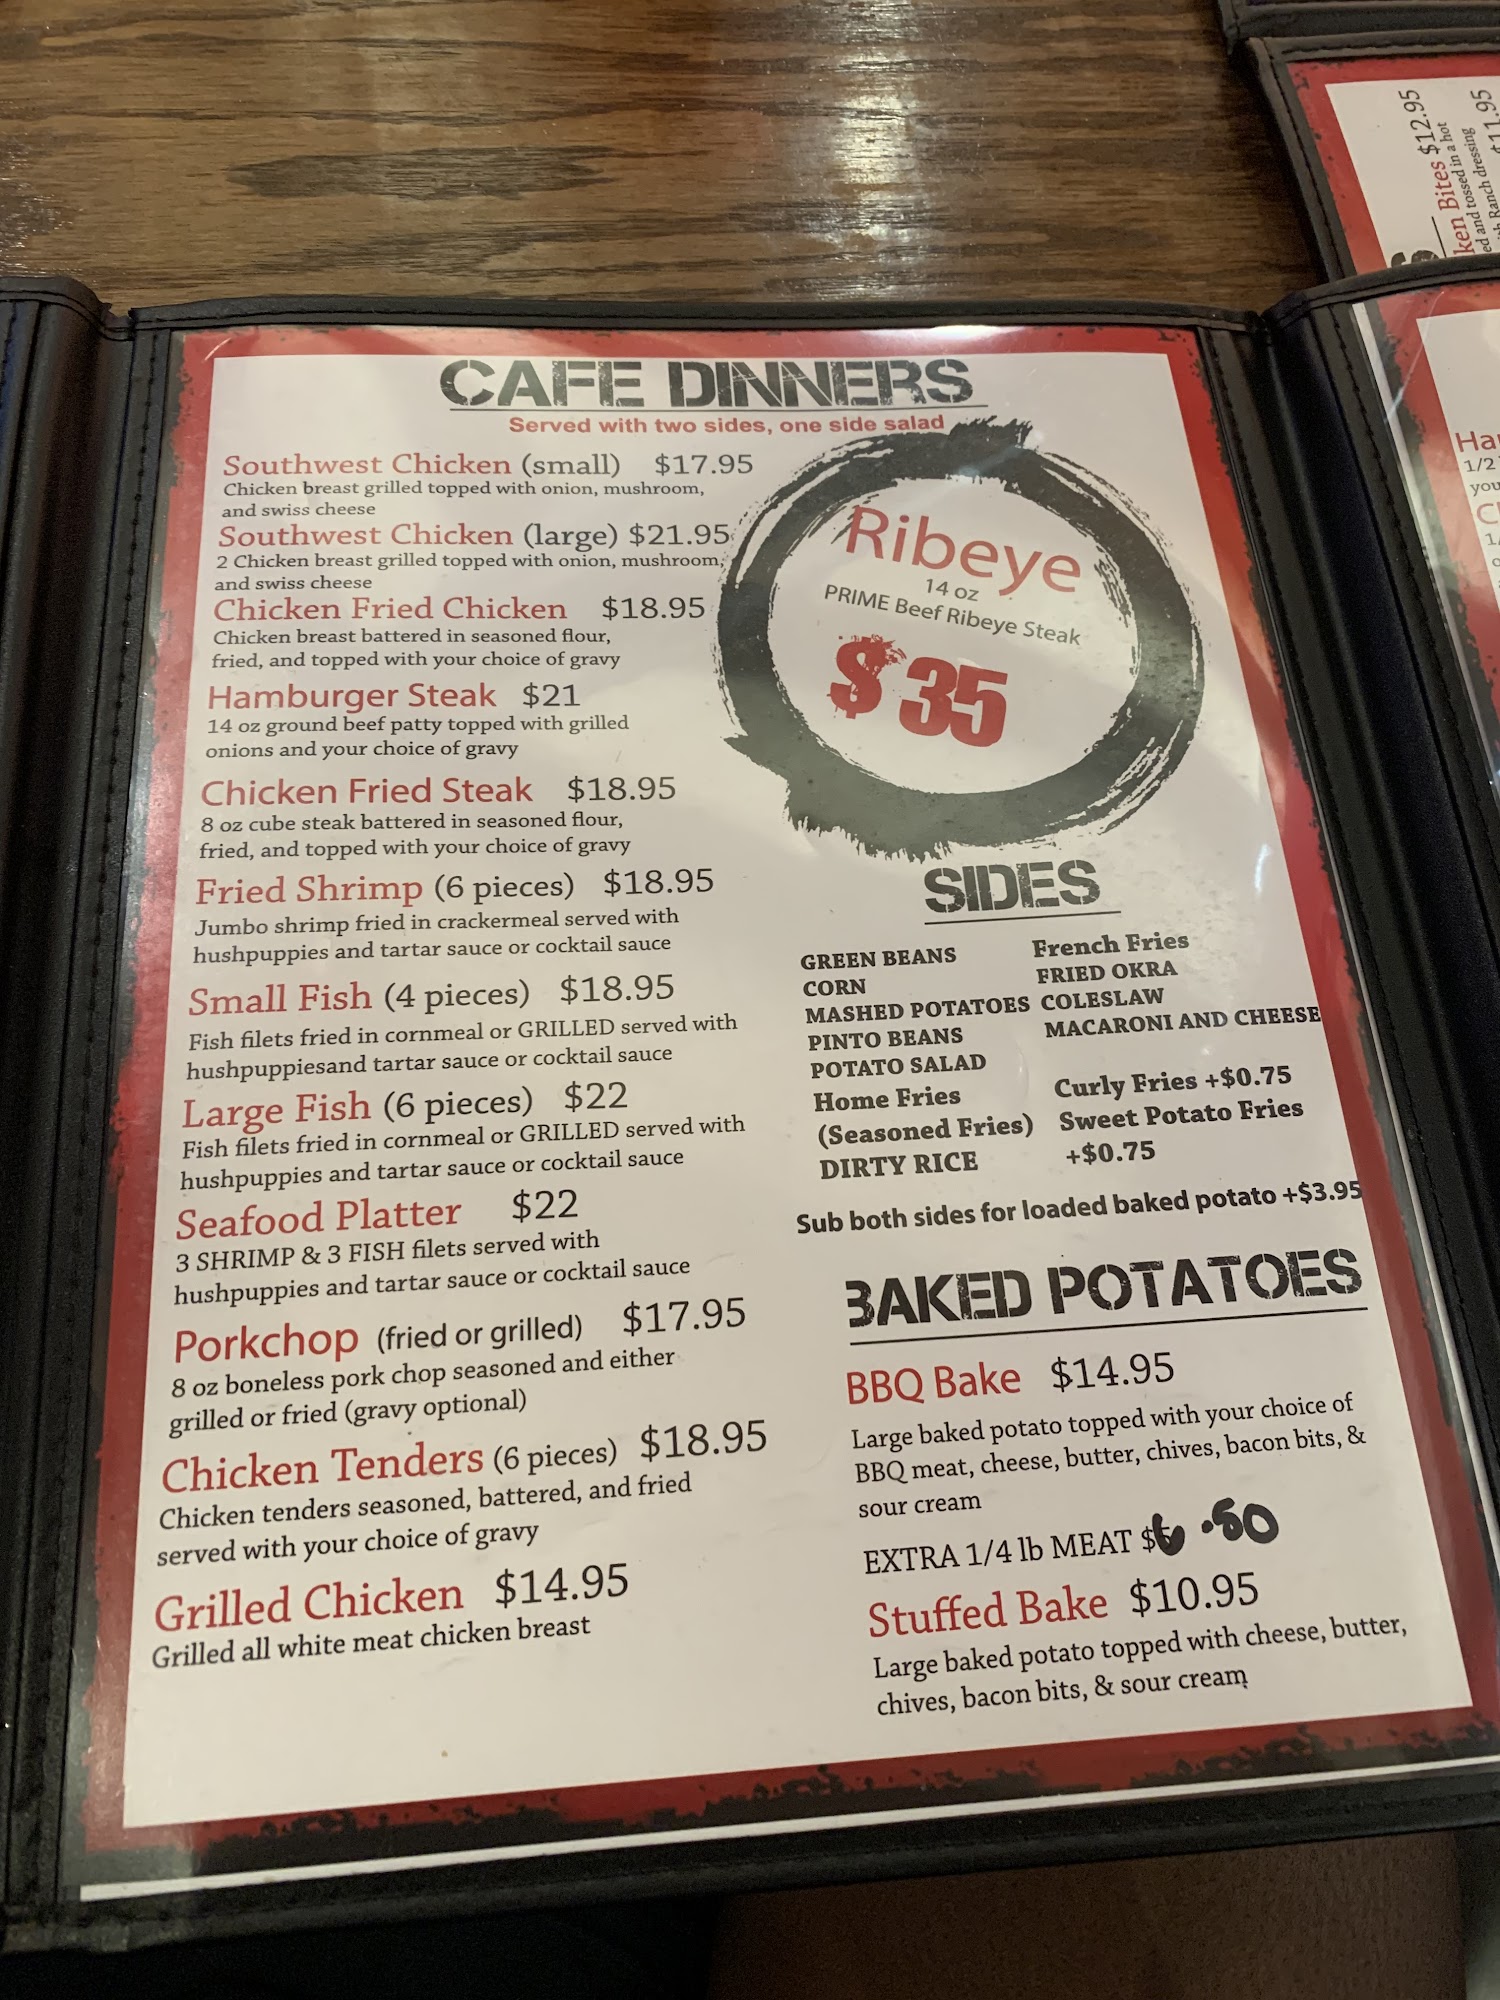 CAFE DINNERS
Served with two sides, one side salad
Southwest Chicken (small) $17.95
Chicken breast grilled topped with onion, mushroom,
and swiss cheese
Southwest Chicken (large) $21.95
2 Chicken breast grilled topped with onion, mushroom,
and swiss cheese
Chicken Fried Chicken $18.95
Chicken breast battered in seasoned flour,
fried, and topped with your choice of gravy
Hamburger Steak $21
14 oz ground beef patty topped with grilled
onions and your choice of gravy
Chicken Fried Steak $18.95
8 oz cube steak battered in seasoned flour,
fried, and topped with your choice of gravy
Fried Shrimp (6 pieces) $18.95
Jumbo shrimp fried in crackermeal served with
hushpuppies and tartar sauce or cocktail sauce
Small Fish (4 pieces) $18.95
Fish filets fried in cornmeal or GRILLED served with
hushpuppiesand tartar sauce or cocktail sauce
Large Fish (6 pieces) $22
Fish filets fried in cornmeal or GRILLED served with
hushpuppies and tartar sauce or cocktail sauce
Seafood Platter $22
3 SHRIMP & 3 FISH filets served with
hushpuppies and tartar sauce or cocktail sauce
Porkchop (fried or grilled) $17.95
8 oz boneless pork chop seasoned and either
grilled or fried (gravy optional)
Chicken Tenders (6 pieces) $18.95
Chicken tenders seasoned, battered, and fried
served with your choice of gravy
Grilled Chicken $14.95
Grilled all white meat chicken breast
Ribeye
14 oz
PRIME Beef Ribeye Steak
$35
SIDES
GREEN BEANS
CORN
MASHED POTATOES
PINTO BEANS
POTATO SALAD
Home Fries
(Seasoned Fries)
DIRTY RICE
French Fries
FRIED OKRA
COLESLAW
MACARONI AND CHEESE
Curly Fries +$0.75
Sweet Potato Fries
+$0.75
Sub both sides for loaded baked potato +$3.95
BAKED POTATOES
BBQ Bake $14.95
Large baked potato topped with your choice of
BBQ meat, cheese, butter, chives, bacon bits, &
sour cream
EXTRA 1/4 lb MEAT $6.50
Stuffed Bake $10.95
Large baked potato topped with cheese, butter,
chives, bacon bits, & sour cream
Bites $12.95
and tossed in a hot
Ranch dressing
$11.95
1/2